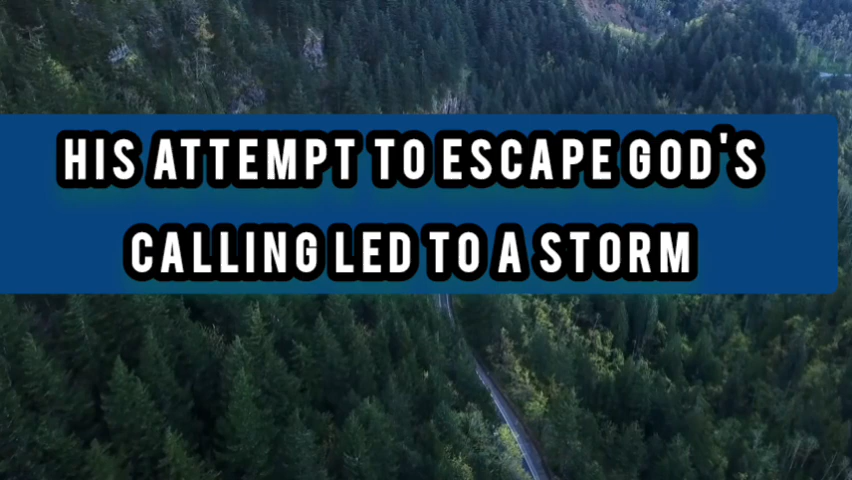 HIS ATTEMPT TO ESCAPE GOD'S
CALLING LED TO A STORM